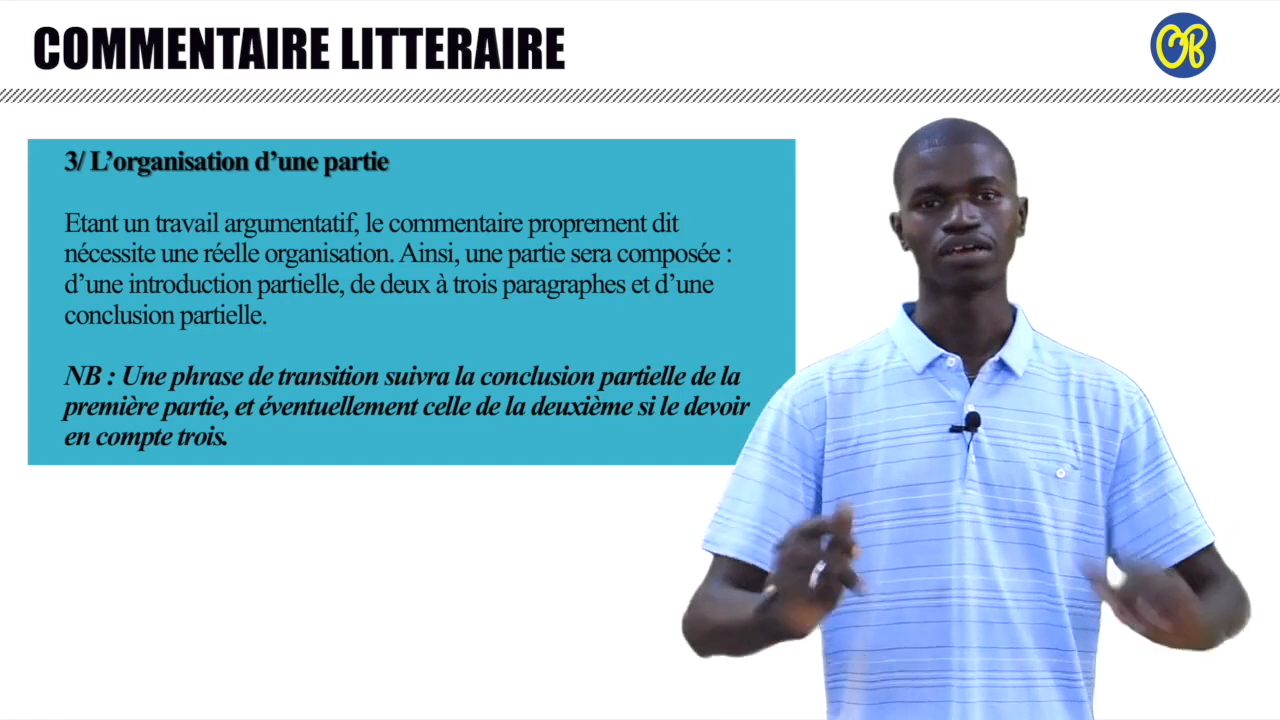 COMMENTAIRE LITTERAIRE
3/ L’organisation d’une partie
Etant un travail argumentatif, le commentaire proprement dit
nécessite une réelle organisation. Ainsi, une partie sera composée :
d’une introduction partielle, de deux à trois paragraphes et d’une
conclusion partielle.
NB : Une phrase de transition suivra la conclusion partielle de la
première partie, et éventuellement celle de la deuxième si le devoir
en compte trois.